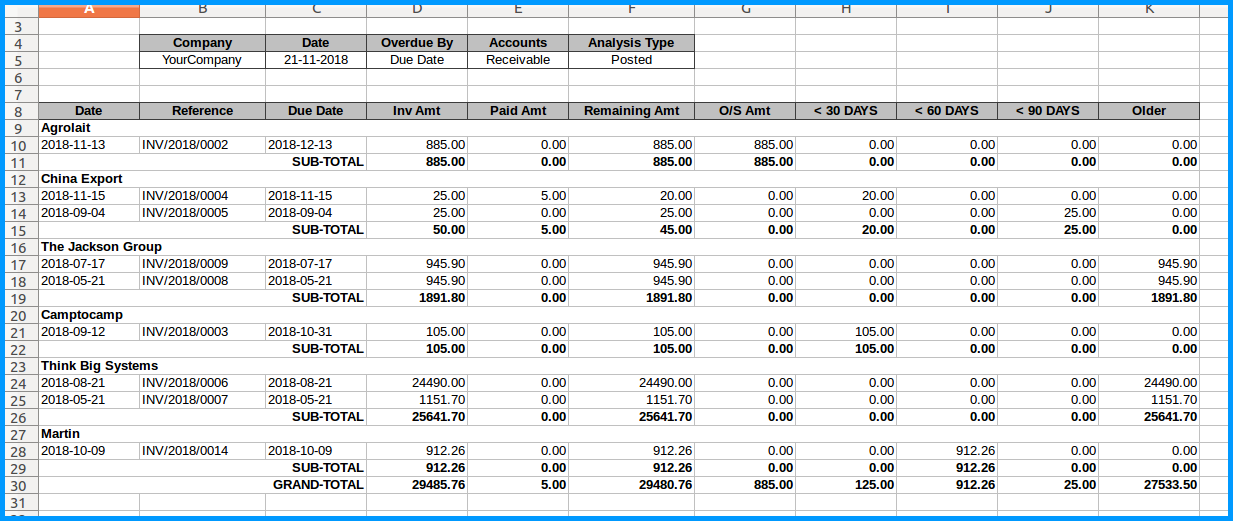 A B C D E F G H I J K
3
4 Company Date Overdue By Accounts Analysis Type
5 YourCompany 21-11-2018 Due Date Receivable Posted
6
7
8 Date Reference Due Date Inv Amt Paid Amt Remaining Amt O/S Amt < 30 DAYS < 60 DAYS < 90 DAYS Older
9 Agrolait
10 2018-11-13 INV/2018/0002 2018-12-13 885.00 0.00 885.00 885.00 0.00 0.00 0.00 0.00
11 SUB-TOTAL 885.00 0.00 885.00 885.00 0.00 0.00 0.00 0.00
12 China Export
13 2018-11-15 INV/2018/0004 2018-11-15 25.00 5.00 20.00 0.00 20.00 0.00 0.00 0.00
14 2018-09-04 INV/2018/0005 2018-09-04 25.00 0.00 25.00 0.00 0.00 0.00 25.00 0.00
15 SUB-TOTAL 50.00 5.00 45.00 0.00 20.00 0.00 25.00 0.00
16 The Jackson Group
17 2018-07-17 INV/2018/0009 2018-07-17 945.90 0.00 945.90 0.00 0.00 0.00 0.00 945.90
18 2018-05-21 INV/2018/0008 2018-05-21 945.90 0.00 945.90 0.00 0.00 0.00 0.00 945.90
19 SUB-TOTAL 1891.80 0.00 1891.80 0.00 0.00 0.00 0.00 1891.80
20 Camptocamp
21 2018-09-12 INV/2018/0003 2018-10-31 105.00 0.00 105.00 0.00 105.00 0.00 0.00 0.00
22 SUB-TOTAL 105.00 0.00 105.00 0.00 105.00 0.00 0.00 0.00
23 Think Big Systems
24 2018-08-21 INV/2018/0006 2018-08-21 24490.00 0.00 24490.00 0.00 0.00 0.00 0.00 24490.00
25 2018-05-21 INV/2018/0007 2018-05-21 1151.70 0.00 1151.70 0.00 0.00 0.00 0.00 1151.70
26 SUB-TOTAL 25641.70 0.00 25641.70 0.00 0.00 0.00 0.00 25641.70
27 Martin
28 2018-10-09 INV/2018/0014 2018-10-09 912.26 0.00 912.26 0.00 0.00 912.26 0.00 0.00
29 SUB-TOTAL 912.26 0.00 912.26 0.00 0.00 912.26 0.00 0.00
30 GRAND-TOTAL 29485.76 5.00 29480.76 885.00 125.00 912.26 25.00 27533.50
31